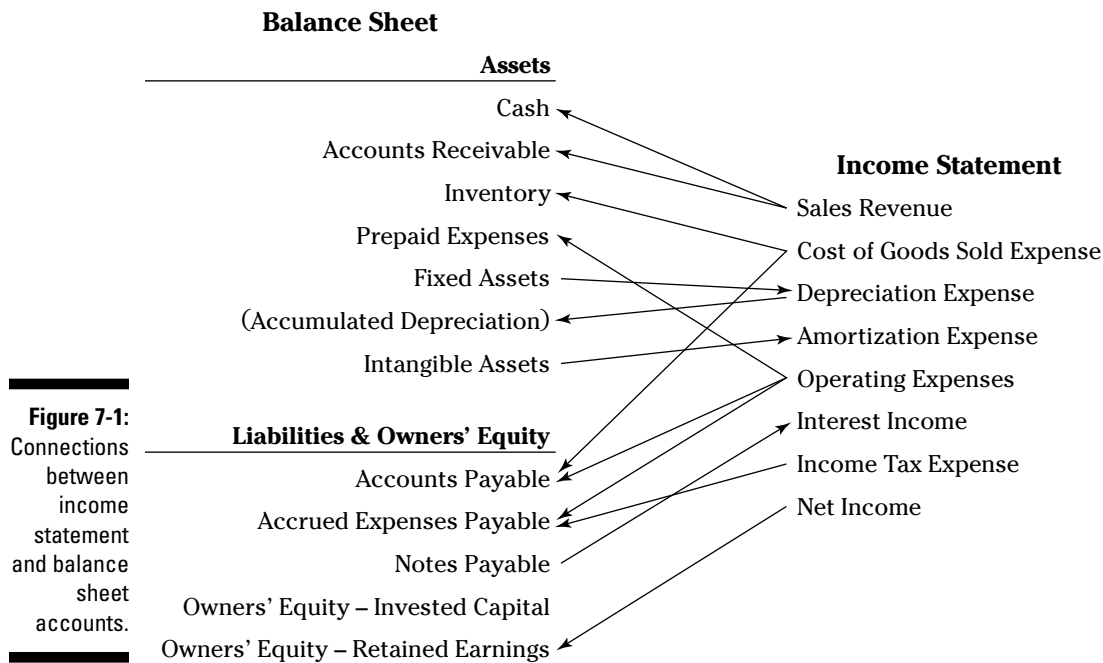 Balance Sheet
Assets
Cash
Accounts Receivable
Inventory
Prepaid Expenses
Fixed Assets
(Accumulated Depreciation)
Intangible Assets
Liabilities & Owners’ Equity
Accounts Payable
Accrued Expenses Payable
Notes Payable
Owners’ Equity – Invested Capital
Owners’ Equity – Retained Earnings
Income Statement
Sales Revenue
Cost of Goods Sold Expense
Depreciation Expense
Amortization Expense
Operating Expenses
Interest Income
Income Tax Expense
Net Income
Figure 7-1:
Connections
between
income
statement
and balance
sheet
accounts.